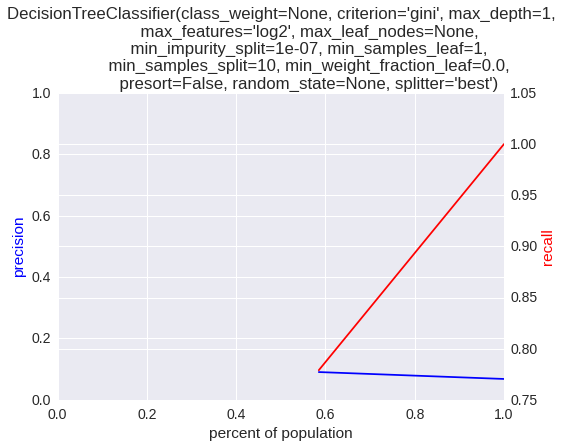 DecisionTreeClassifier(class_weight=None, criterion='gini', max_depth=1,
max_features='log2', max_leaf_nodes=None,
min_impurity_split=1e-07, min_samples_leaf=1,
min_samples_split=10, min_weight_fraction_leaf=0.0,
presort=False, random_state=None, splitter='best')
1.0
0.8
0.6
0.4
0.2
0.0
precision
1.05
1.00
0.95
0.90
0.85
0.80
0.75
recall
0.0 0.2 0.4 0.6 0.8 1.0
percent of population